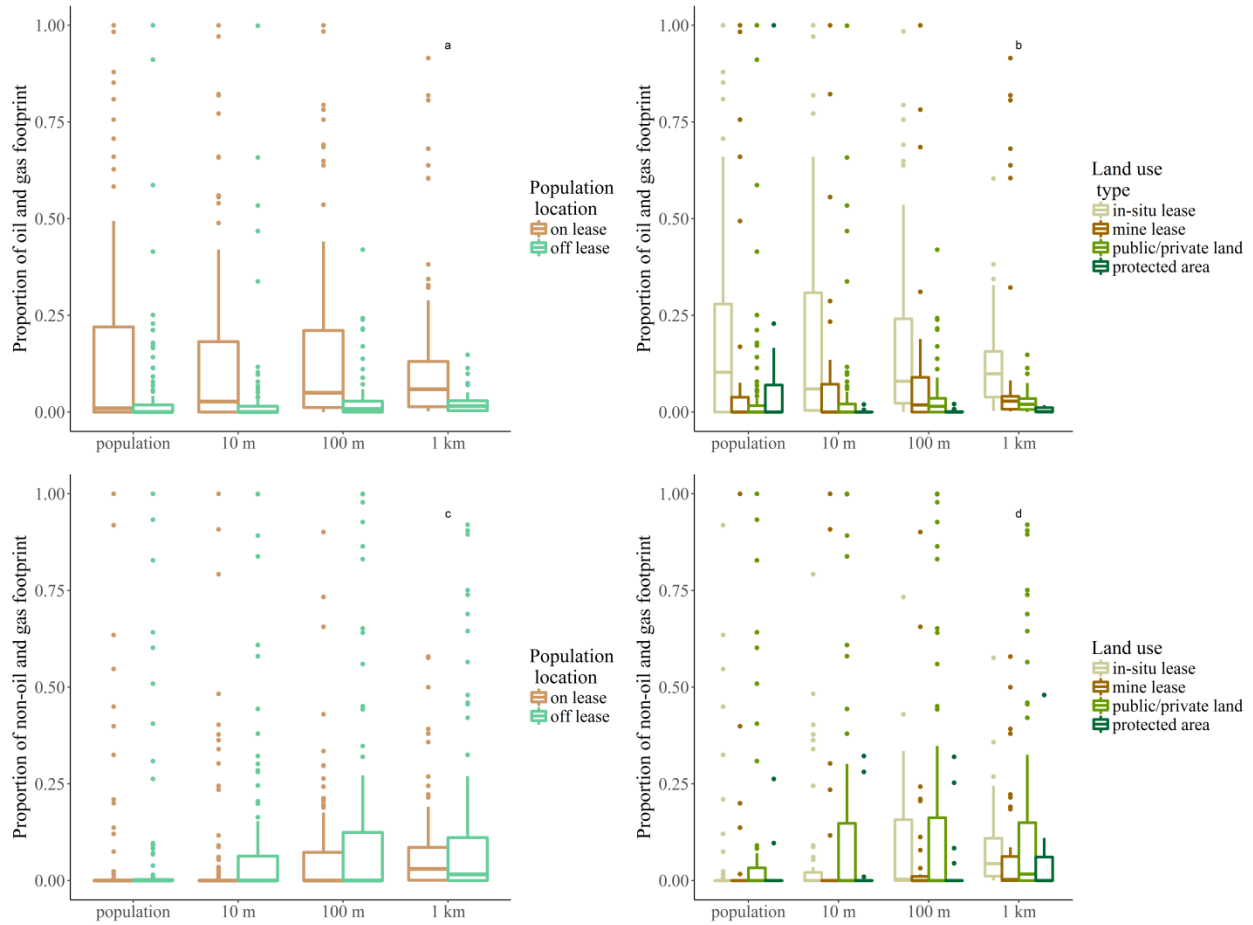 a
1.00
0.75
0.50
0.25
0.00
Proportion of oil and gas footprint
population 10 m 100 m 1 km
Population
location
on lease
off lease
b
1.00
0.75
0.50
0.25
0.00
Proportion of oil and gas footprint
population 10 m 100 m 1 km
Land use
type
in-situ lease
mine lease
public/private land
protected area
c
1.00
0.75
0.50
0.25
0.00
Proportion of non-oil and gas footprint
population 10 m 100 m 1 km
Population
location
on lease
off lease
d
1.00
0.75
0.50
0.25
0.00
Proportion of non-oil and gas footprint
population 10 m 100 m 1 km
Land use
in-situ lease
mine lease
public/private land
protected area